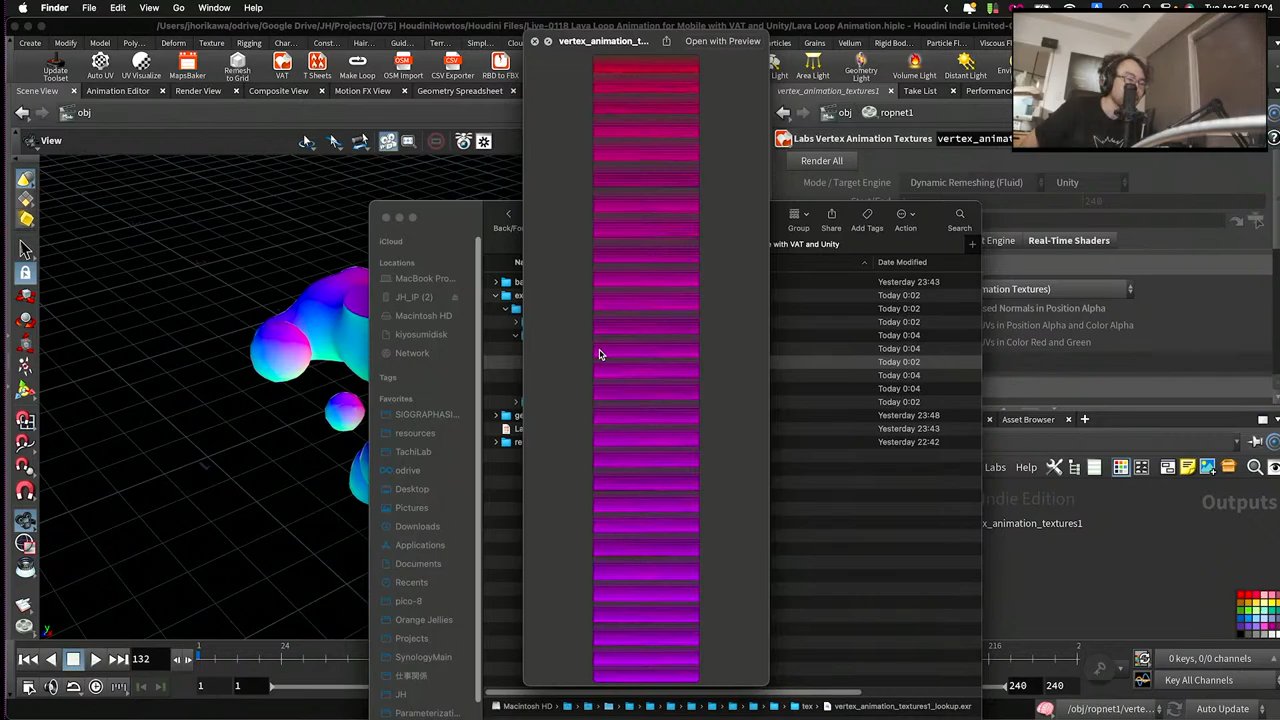 Finder File Edit View Go Window Help
/Users/jhorikawa/odrive/Google Drive/JH/Projects/[075] HoudiniHowtos/Houdini Files/Live-0118 Lava Loop Animation for Mobile with VAT and Unity/Lava Loop Animation.hiplc - Houdini Indie Limited-
Create Modify Model Poly... Deform Texture Rigging Char... Const... Hair... Guid... Terr... Simpl...
Particles Grains Vellum Rigid Bod... Viscous F
Update Toolset Auto UV UV Visualize MapsBaker Remesh to Grid VAT T Sheets Make Loop OSM Import CSV Exporter RBD to FBX
Area Light Geometry Light Volume Light Distant Light
vertex_animation_t... Open with Preview
Scene View Animation Editor Render View Composite View Motion FX View Geometry Spreadsheet
vertex_animation_textures1 Take List
obj
obj ropnet1
View
Labs Vertex Animation Textures
Render All
Mode / Target Engine Dynamic Remeshing (Fluid) Unity
240
Back/For
Group Share Add Tags Action Search
e with VAT and Unity
t Engine Real-Time Shaders
iCloud
Locations
MacBook Pro...
JH_IP (2)
Macintosh HD
kiyosumidisk
Network
Tags
Favorites
SIGGRAPHASI...
resources
TachiLab
odrive
Desktop
Pictures
Downloads
Applications
Documents
Recents
pico-8
Orange Jellies
Projects
SynologyMain
仕事関係
JH
Parameterizati...
Date Modified
Yesterday 23:43
Today 0:02
Today 0:02
Today 0:02
Today 0:04
Today 0:04
Today 0:02
Today 0:04
Today 0:04
Today 0:02
Yesterday 23:48
Yesterday 23:43
Yesterday 22:42
mation Textures)
sed Normals in Position Alpha
UVs in Position Alpha and Color Alpha
UVs in Color Red and Green
Asset Browser
Labs Help
Indie Edition
Outputs
ex_animation_textures1
132
1 24
216 2
1 1
240 240
0 keys, 0/0 channels
Key All Channels
Macintosh HD tex vertex_animation_textures1_lookup.exr
/obj/ropnet1/verte...
Auto Update